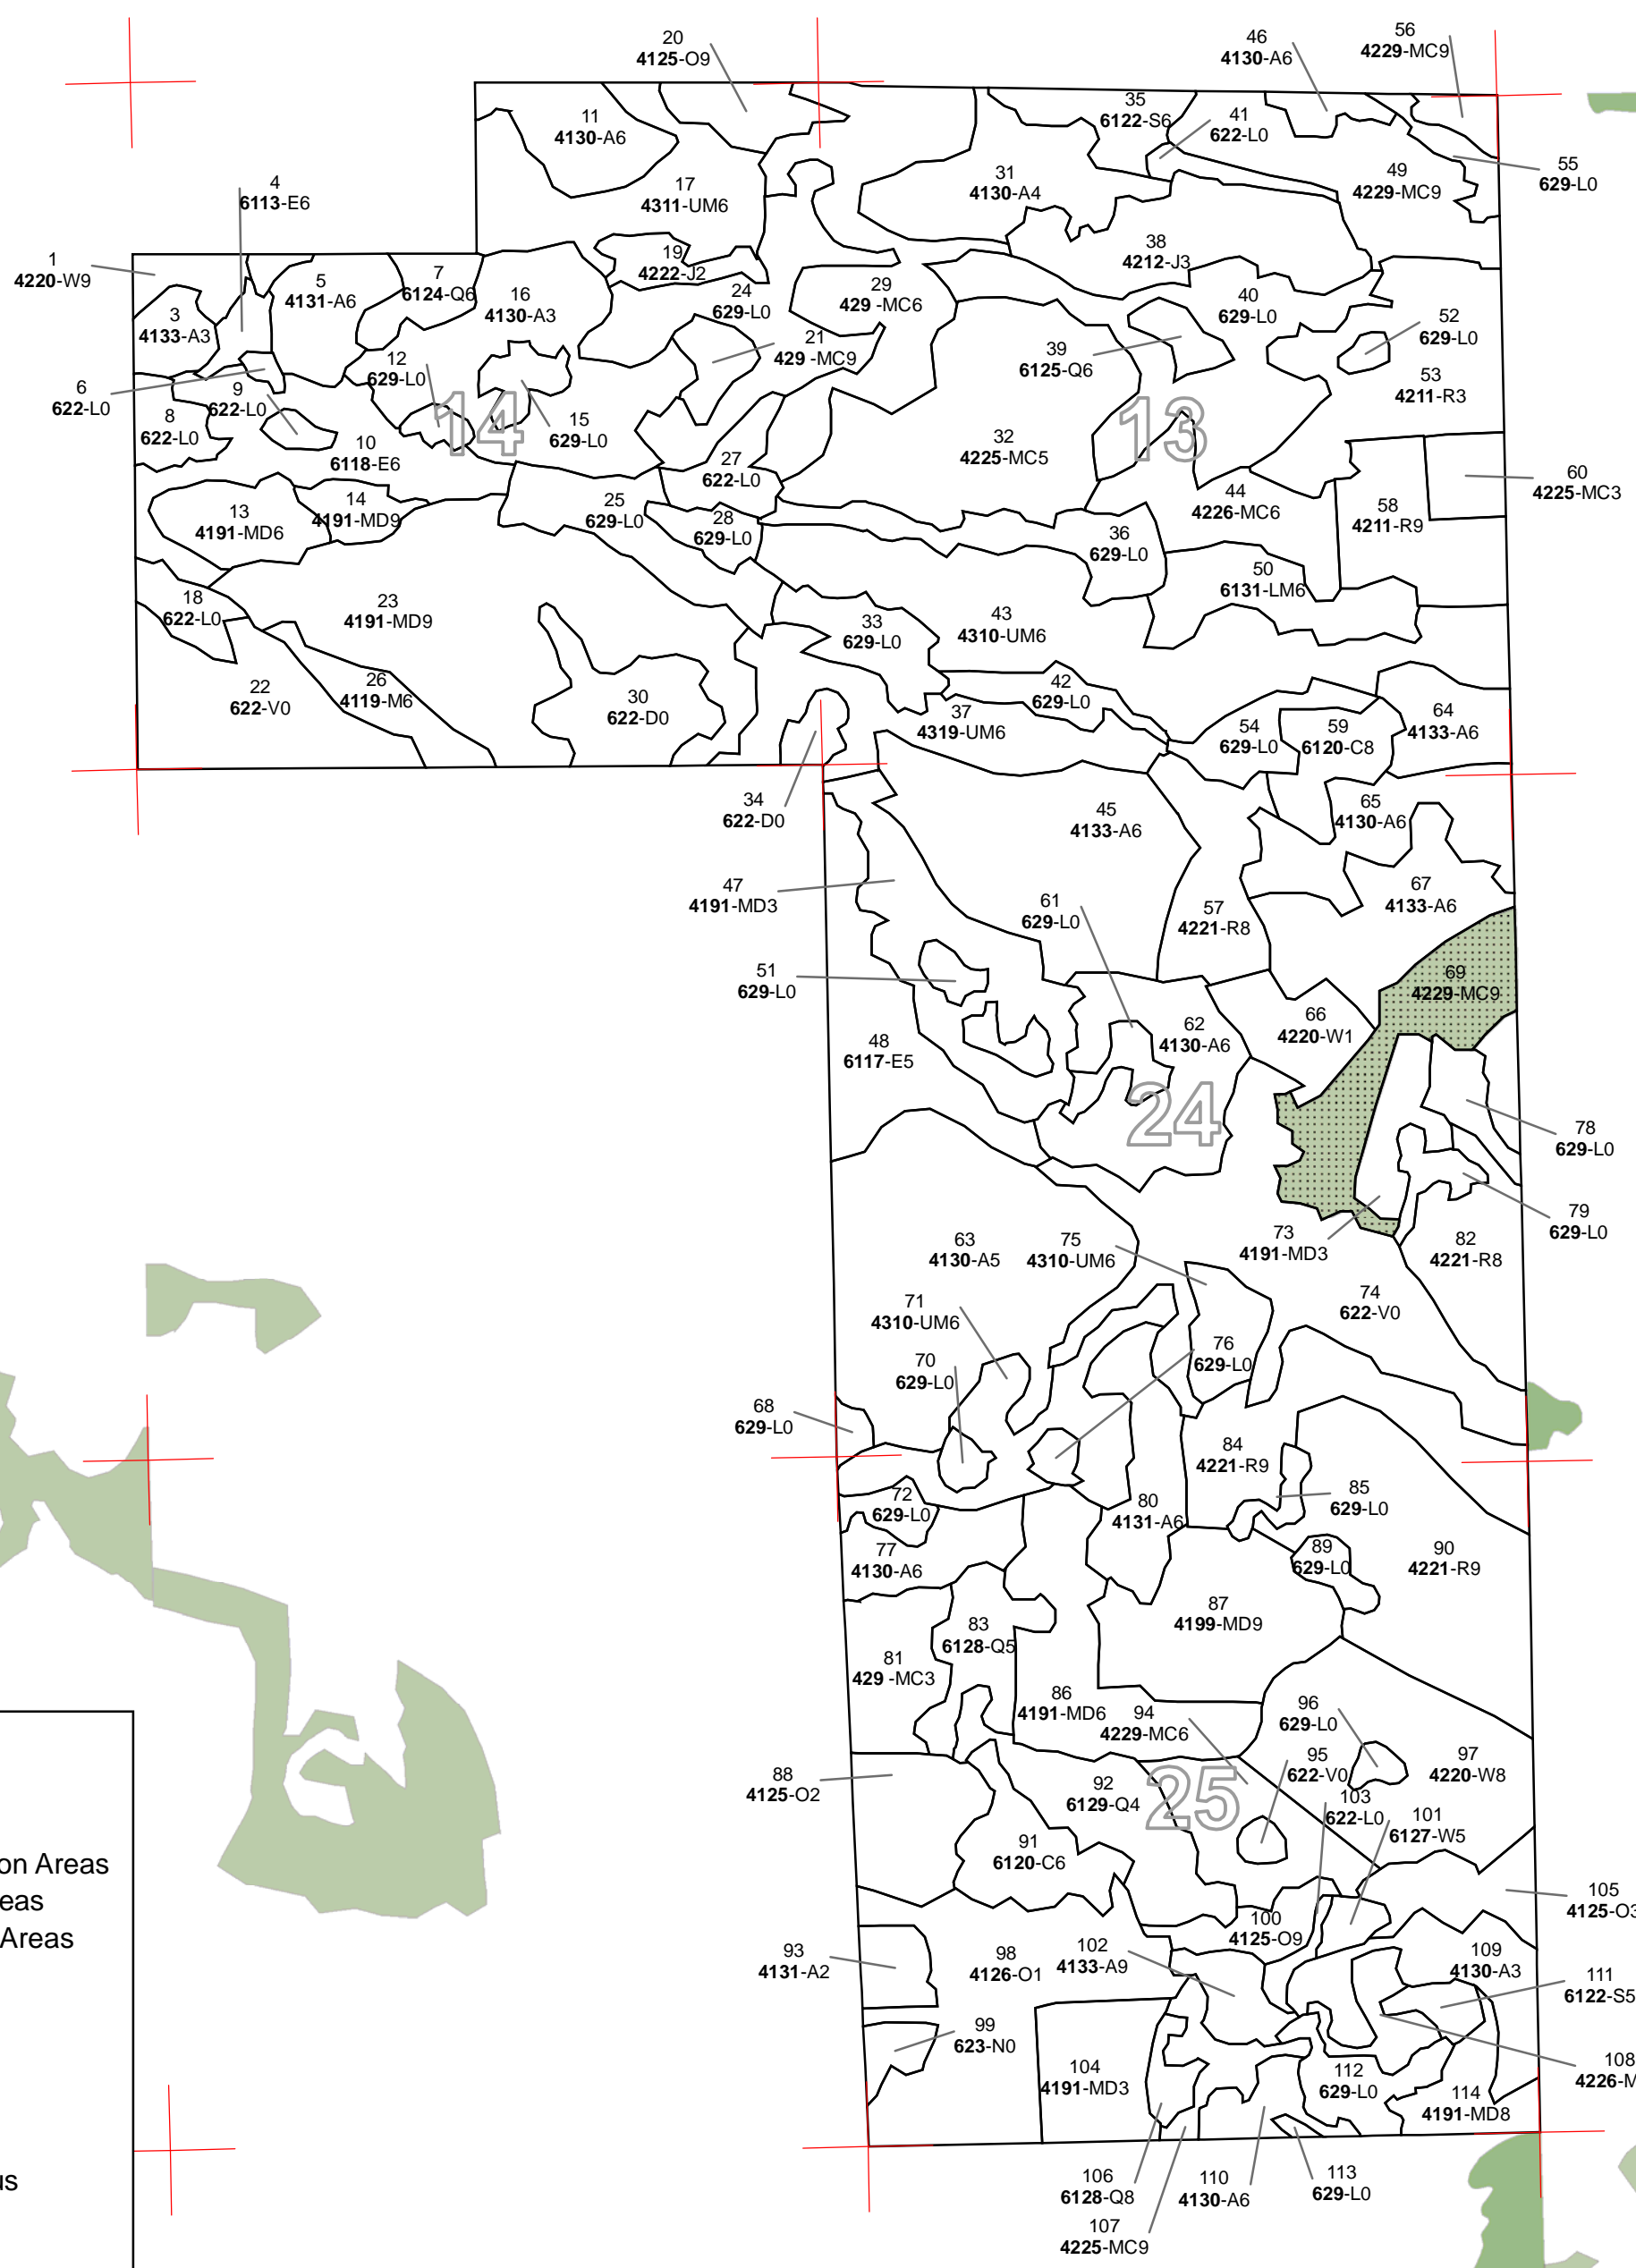 20
4125-O9
46
4130-A6
56
4229-MC9
11
4130-A6
35
6122-S6
41
622-L0
55
629-L0
4
6113-E6
17
4311-UM6
31
4130-A4
49
4229-MC9
1
4220-W9
19
4222-J2
38
4212-J3
5
4131-A6
7
6124-Q6
16
4130-A3
24
629-L0
29
429 -MC6
40
629-L0
3
4133-A3
52
629-L0
21
429 -MC9
39
6125-Q6
12
629-L0
53
4211-R3
6
622-L0
9
622-L0
8
622-L0
14
15
629-L0
13
10
6118-E6
32
4225-MC5
27
622-L0
60
4225-MC3
13
4191-MD6
14
4191-MD9
25
629-L0
28
629-L0
44
4226-MC6
58
4211-R9
36
629-L0
50
6131-LM6
18
622-L0
23
4191-MD9
33
629-L0
43
4310-UM6
22
622-V0
26
4119-M6
30
622-D0
42
629-L0
37
4319-UM6
54
629-L0
59
6120-C8
64
4133-A6
34
622-D0
45
4133-A6
65
4130-A6
47
4191-MD3
61
629-L0
57
4221-R8
67
4133-A6
51
629-L0
69
4229-MC9
48
6117-E5
62
4130-A6
66
4220-W1
24
78
629-L0
79
629-L0
63
4130-A5
75
4310-UM6
73
4191-MD3
82
4221-R8
71
4310-UM6
74
622-V0
70
629-L0
76
629-L0
68
629-L0
84
4221-R9
72
629-L0
80
4131-A6
85
629-L0
77
4130-A6
89
629-L0
90
4221-R9
83
6128-Q5
87
4199-MD9
81
429 -MC3
86
4191-MD6
94
4229-MC6
96
629-L0
88
4125-O2
92
6129-Q4
25
95
622-V0
97
4220-W8
103
622-L0
101
6127-W5
91
6120-C6
on Areas
eas
Areas
105
4125-O3
100
4125-O9
93
4131-A2
98
4126-O1
102
4133-A9
109
4130-A3
111
6122-S5
99
623-N0
104
4191-MD3
112
629-L0
108
4226-M
114
4191-MD8
us
106
6128-Q8
110
4130-A6
113
629-L0
107
4225-MC9